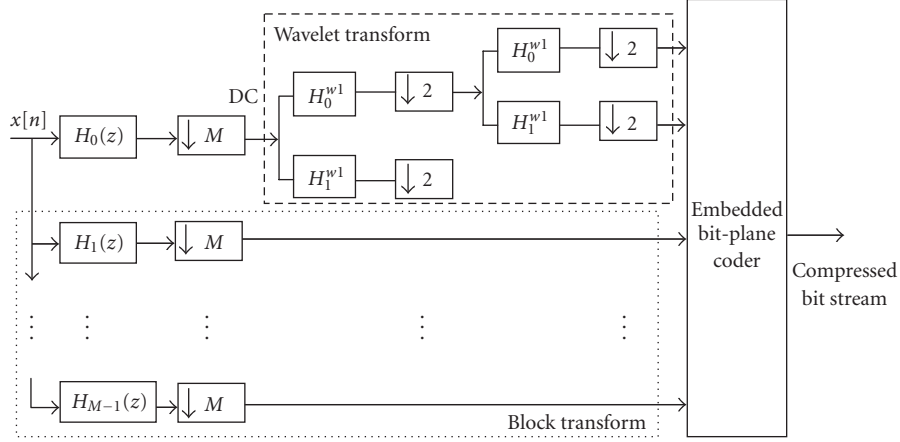 Wavelet transform
H_0^{w1}
↓ 2
DC
H_0^{w1}
↓ 2
x[n]
H_0(z)
↓ M
H_1^{w1}
↓ 2
H_1^{w1}
↓ 2
H_1(z)
↓ M
Embedded
bit-plane
coder
Compressed
bit stream
H_{M−1}(z)
↓ M
Block transform